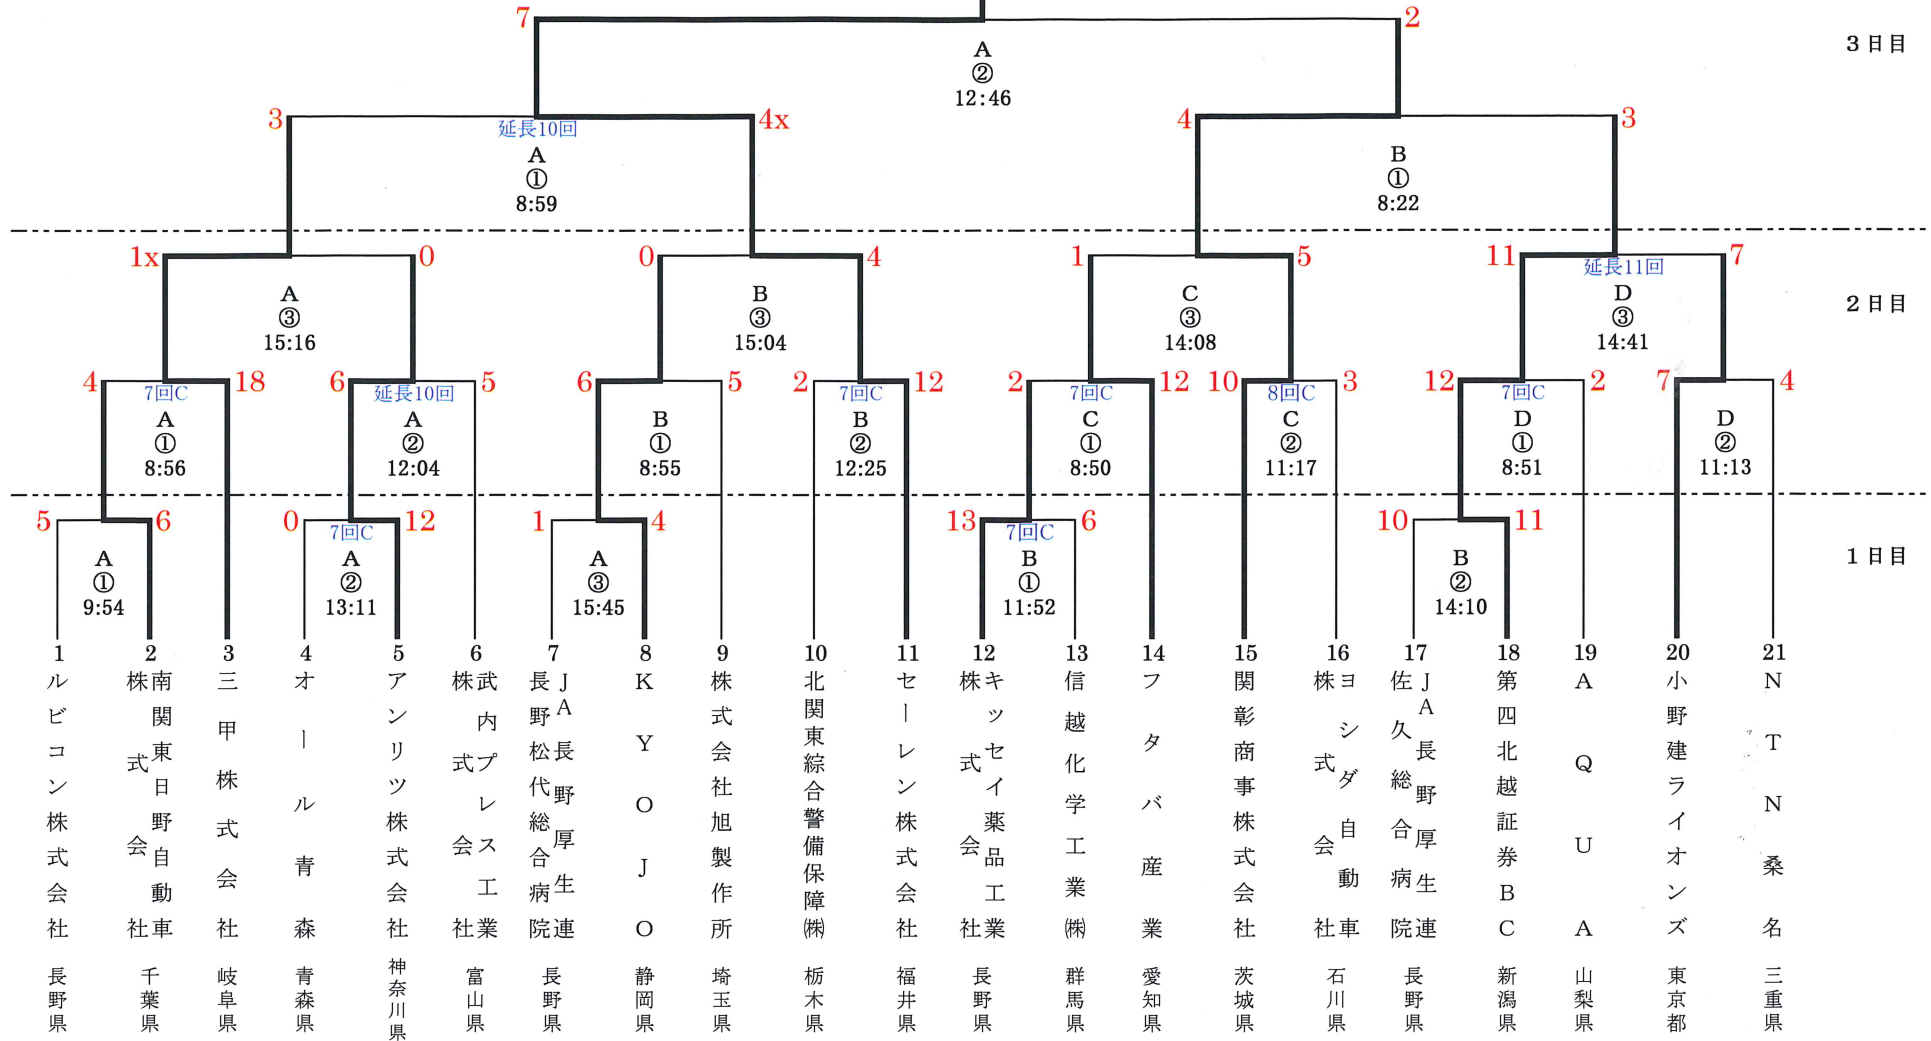 7 2
A
②
12:46
3日目
3 4x
延長10回
A
①
8:59
4 3
B
①
8:22
1x 0
A
③
15:16
0 4
B
③
15:04
1 5
C
③
14:08
11 7
延長11回
D
③
14:41
2日目
4 18
7回C
A
①
8:56
6 5
延長10回
A
②
12:04
6 5
B
①
8:55
2 12
7回C
B
②
12:25
2 12
7回C
C
①
8:50
10 3
8回C
C
②
11:17
12 2
7回C
D
①
8:51
7 4
D
②
11:13
5 6
A
①
9:54
0 12
7回C
A
②
13:11
1 4
A
③
15:45
13 6
7回C
B
①
11:52
10 11
B
②
14:10
1日目
1
ルビコン株式会社
長野県
2
南関東日野自動車
株式会社
千葉県
3
三甲株式会社
岐阜県
4
オール青森
青森県
5
アンリツ株式会社
神奈川県
6
武内プレス工業
株式会社
富山県
7
JA長野厚生連
長野松代総合病院
長野県
8
KYOJO
静岡県
9
株式会社旭製作所
埼玉県
10
北関東綜合警備保障㈱
栃木県
11
セーレン株式会社
福井県
12
キッセイ薬品工業
株式会社
長野県
13
信越化学工業㈱
群馬県
14
フタバ産業
愛知県
15
関彰商事株式会社
茨城県
16
ヨシダ自動車
株式会社
石川県
17
JA長野厚生連
佐久総合病院
長野県
18
第四北越証券BC
新潟県
19
AQUA
山梨県
20
小野建ライオンズ
東京都
21
NTN桑名
三重県